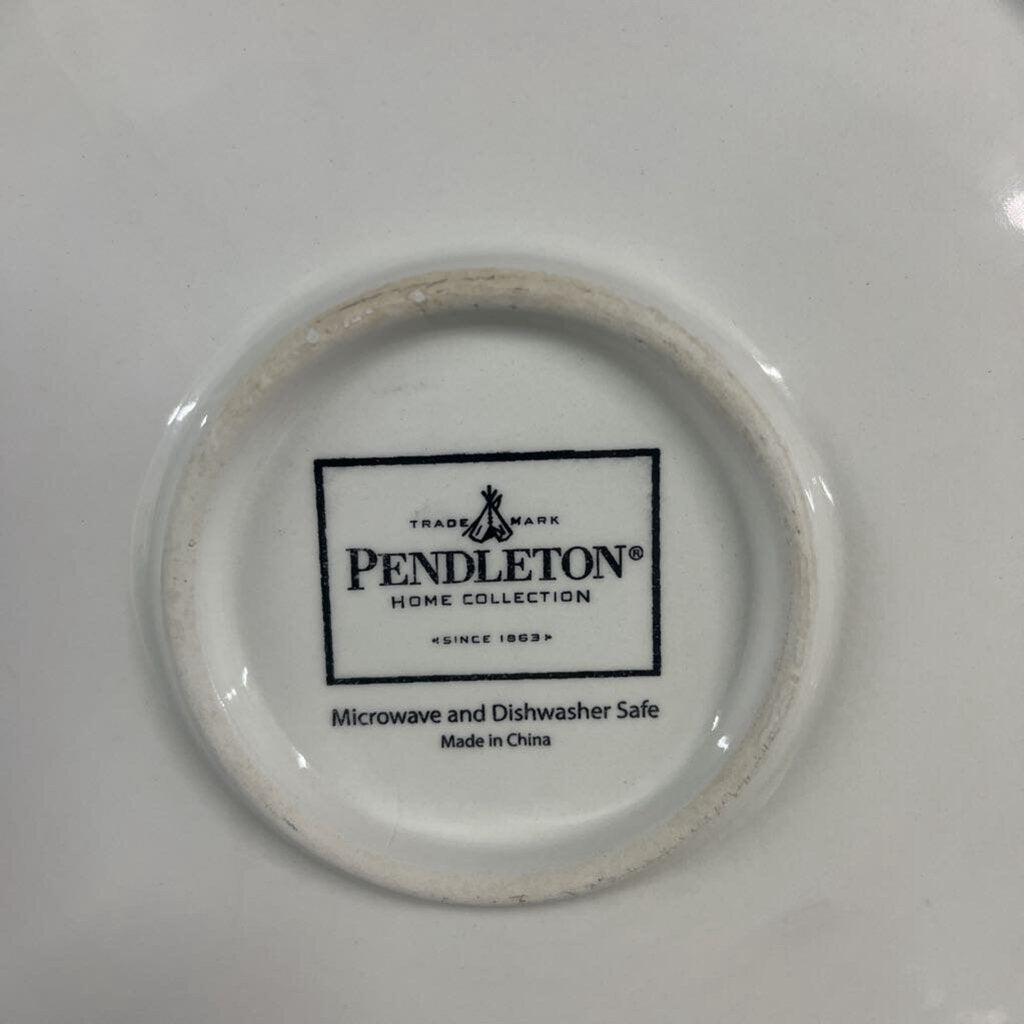 TRADE MARK
PENDLETON®
HOME COLLECTION
SINCE 1863
Microwave and Dishwasher Safe
Made in China